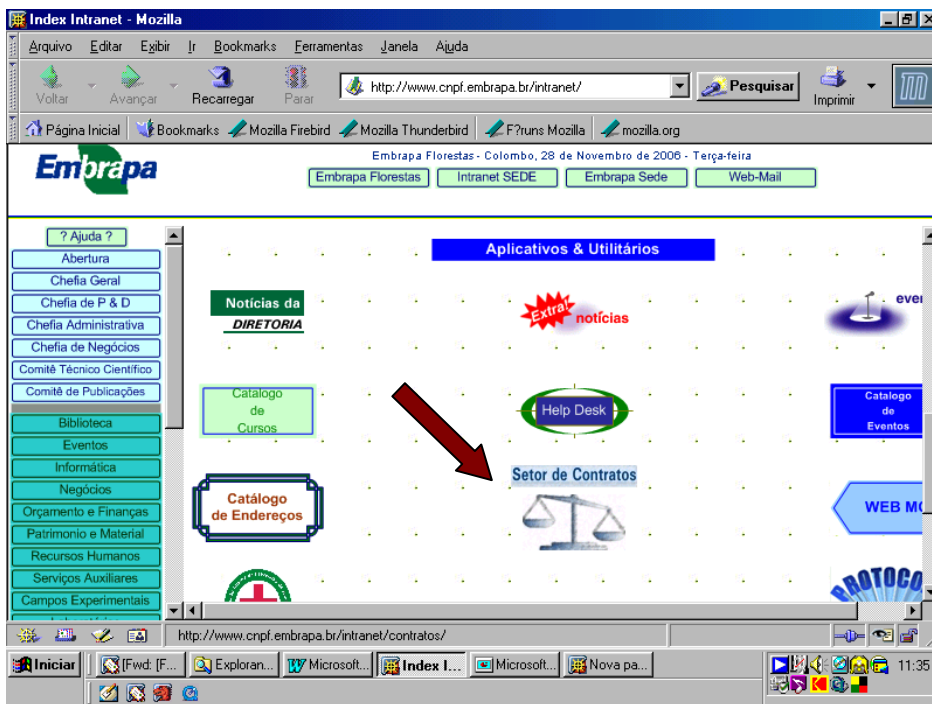 Index Intranet - Mozilla
Arquivo Editar Exibir Ir Bookmarks Ferramentas Janela Ajuda
Voltar Avançar Recarregar Parar http://www.cnpf.embrapa.br/intranet/ Pesquisar Imprimir
Página Inicial Bookmarks Mozilla Firebird Mozilla Thunderbird F?runs Mozilla mozilla.org
Embrapa
Embrapa Florestas - Colombo, 28 de Novembro de 2006 - Terça-feira
Embrapa Florestas Intranet SEDE Embrapa Sede Web-Mail
? Ajuda ?
Abertura
Chefia Geral
Chefia de P & D
Chefia Administrativa
Chefia de Negócios
Comitê Técnico Científico
Comitê de Publicações
Biblioteca
Eventos
Informática
Negócios
Orçamento e Finanças
Patrimonio e Material
Recursos Humanos
Serviços Auxiliares
Campos Experimentais
Aplicativos & Utilitários
Notícias da
DIRETORIA
Extra!
notícias
ever
Catalogo
de
Cursos
Help Desk
Catalogo
de
Eventos
Setor de Contratos
Catálogo
de Endereços
WEB MO
PROTOCO
http://www.cnpf.embrapa.br/intranet/contratos/
Iniciar [Fwd: [F... Exploran... Microsoft... Index I... Microsoft... Nova pa... 11:35